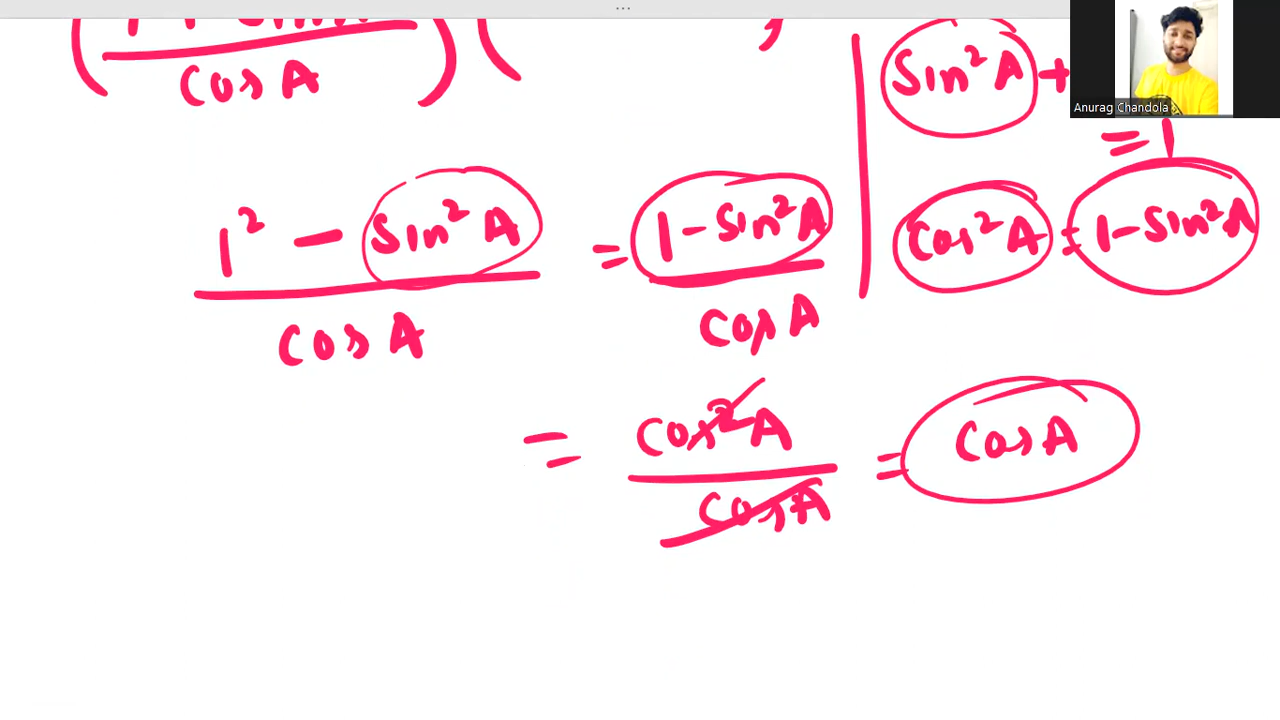 cos A
Sin²A +
= 1
Anurag Chandola
1² - Sin²A = 1 - Sin²A
cos A cos A
cos²A = 1 - Sin²A
= cos²A = cos A
cos A